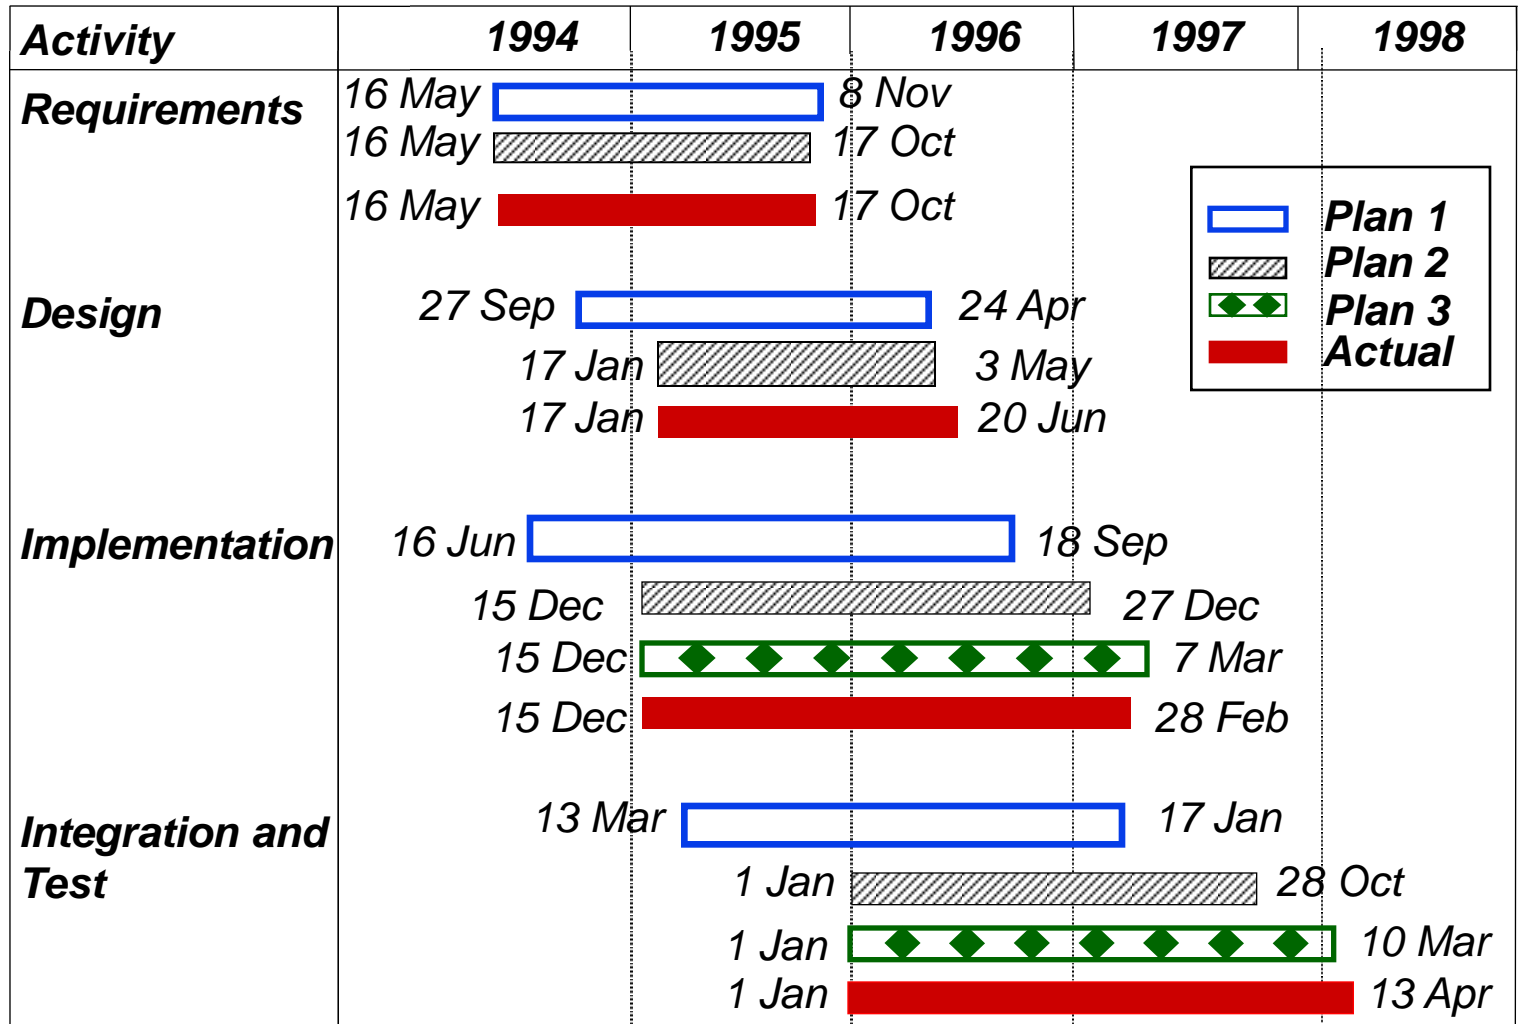 Activity 1994 1995 1996 1997 1998
Requirements
16 May 8 Nov
16 May 17 Oct
16 May 17 Oct
Plan 1
Plan 2
Plan 3
Actual
Design
27 Sep 24 Apr
17 Jan 3 May
17 Jan 20 Jun
Implementation
16 Jun 18 Sep
15 Dec 27 Dec
15 Dec 7 Mar
15 Dec 28 Feb
Integration and
Test
13 Mar 17 Jan
1 Jan 28 Oct
1 Jan 10 Mar
1 Jan 13 Apr